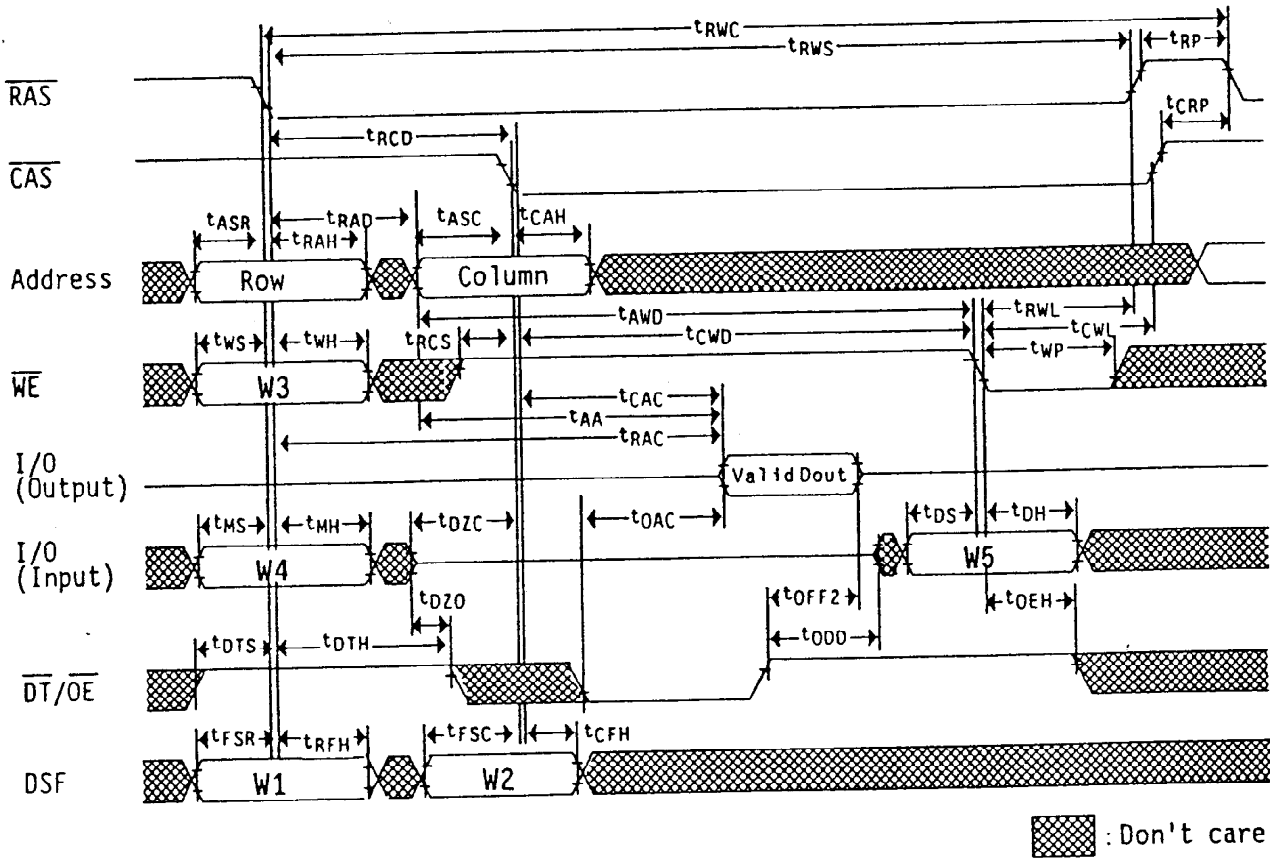 tRWC
tRWS
tRP
RAS
tCRP
tRCD
CAS
tASR
tRAD
tASC
tCAH
tRAH
Address
Row
Column
tAWD
tRWL
tRCS
tCWD
tCWL
tWS
tWH
tWP
WE
W3
tCAC
tAA
tRAC
I/O
(Output)
Valid Dout
tMS
tMH
tDZC
tOAC
tDS
tDH
I/O
(Input)
W4
W5
tDZO
tOFF2
tOEH
tDTS
tDTH
tODD
DT/OE
tFSR
tRFH
tFSC
tCFH
DSF
W1
W2
: Don't care